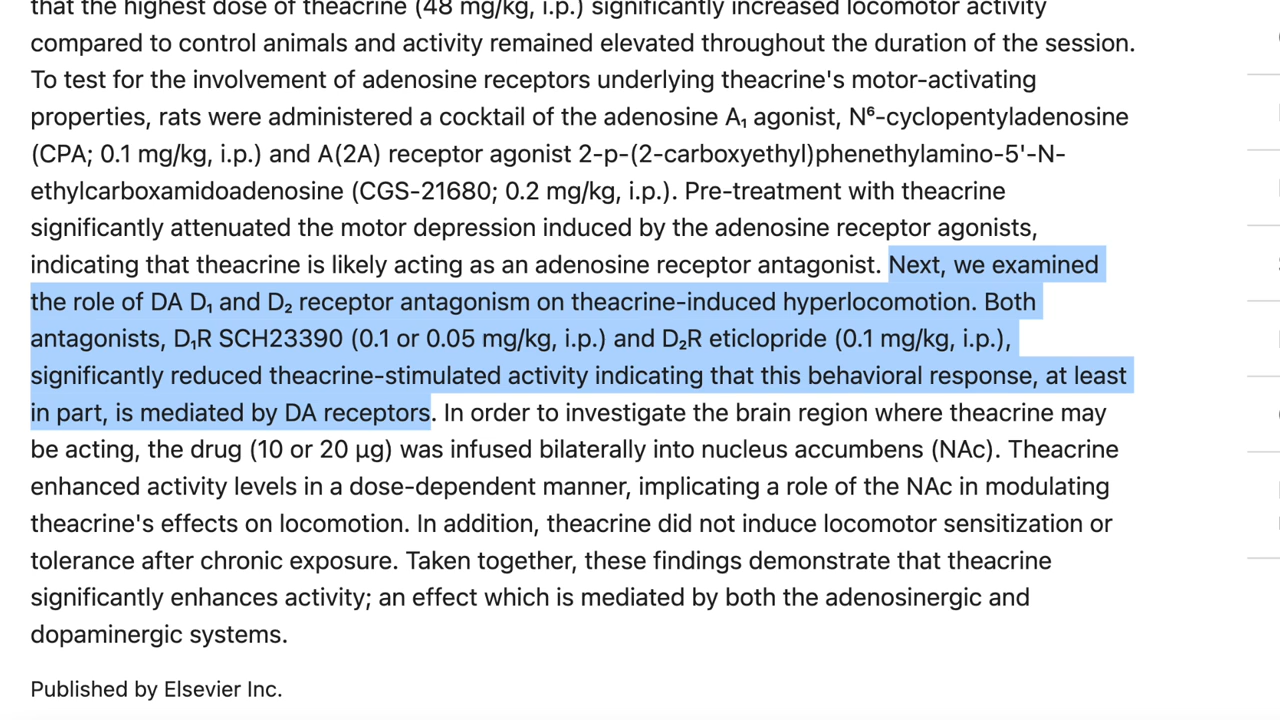 that the highest dose of theacrine (48 mg/kg, i.p.) significantly increased locomotor activity
compared to control animals and activity remained elevated throughout the duration of the session.
To test for the involvement of adenosine receptors underlying theacrine's motor-activating
properties, rats were administered a cocktail of the adenosine A₁ agonist, N⁶-cyclopentyladenosine
(CPA; 0.1 mg/kg, i.p.) and A(2A) receptor agonist 2-p-(2-carboxyethyl)phenethylamino-5'-N-
ethylcarboxamidoadenosine (CGS-21680; 0.2 mg/kg, i.p.). Pre-treatment with theacrine
significantly attenuated the motor depression induced by the adenosine receptor agonists,
indicating that theacrine is likely acting as an adenosine receptor antagonist. Next, we examined
the role of DA D₁ and D₂ receptor antagonism on theacrine-induced hyperlocomotion. Both
antagonists, D₁R SCH23390 (0.1 or 0.05 mg/kg, i.p.) and D₂R eticlopride (0.1 mg/kg, i.p.),
significantly reduced theacrine-stimulated activity indicating that this behavioral response, at least
in part, is mediated by DA receptors. In order to investigate the brain region where theacrine may
be acting, the drug (10 or 20 μg) was infused bilaterally into nucleus accumbens (NAc). Theacrine
enhanced activity levels in a dose-dependent manner, implicating a role of the NAc in modulating
theacrine's effects on locomotion. In addition, theacrine did not induce locomotor sensitization or
tolerance after chronic exposure. Taken together, these findings demonstrate that theacrine
significantly enhances activity; an effect which is mediated by both the adenosinergic and
dopaminergic systems.
Published by Elsevier Inc.